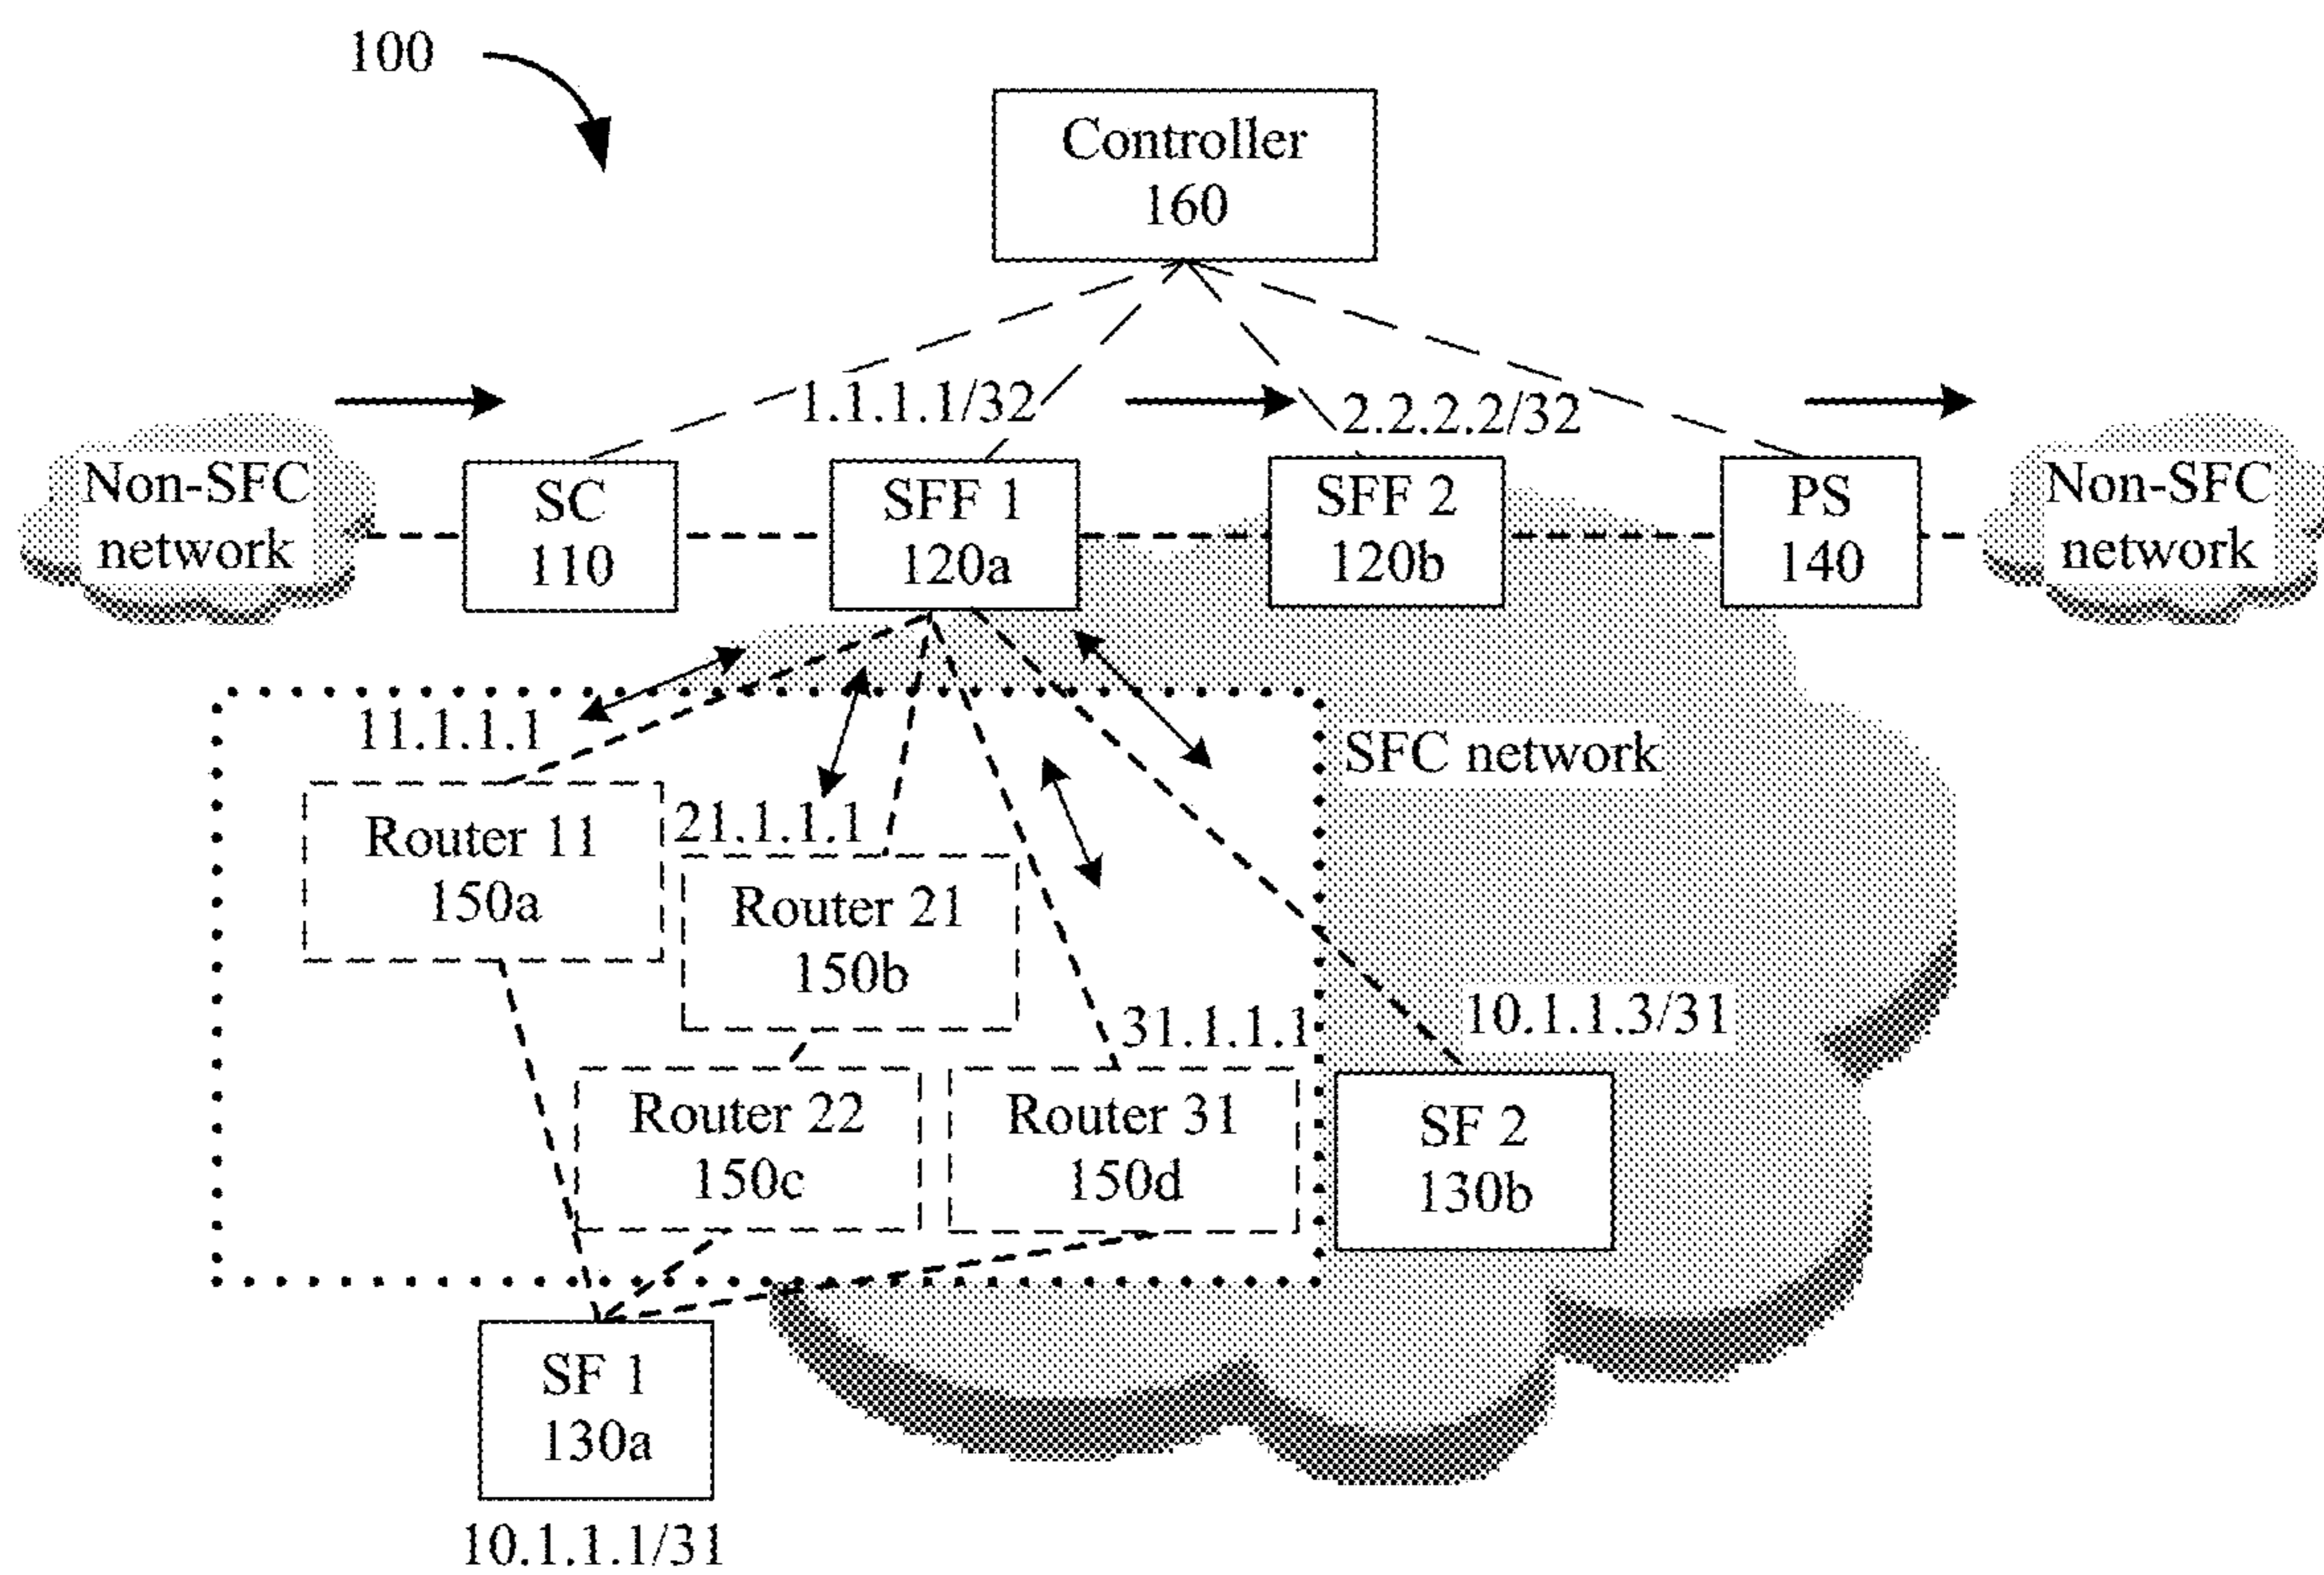 100
Controller
160
1.1.1.1/32
2.2.2.2/32
Non-SFC
network
SC
110
SFF 1
120a
SFF 2
120b
PS
140
Non-SFC
network
11.1.1.1
SFC network
Router 11
150a
21.1.1.1
Router 21
150b
31.1.1.1
10.1.1.3/31
Router 22
150c
Router 31
150d
SF 2
130b
SF 1
130a
10.1.1.1/31